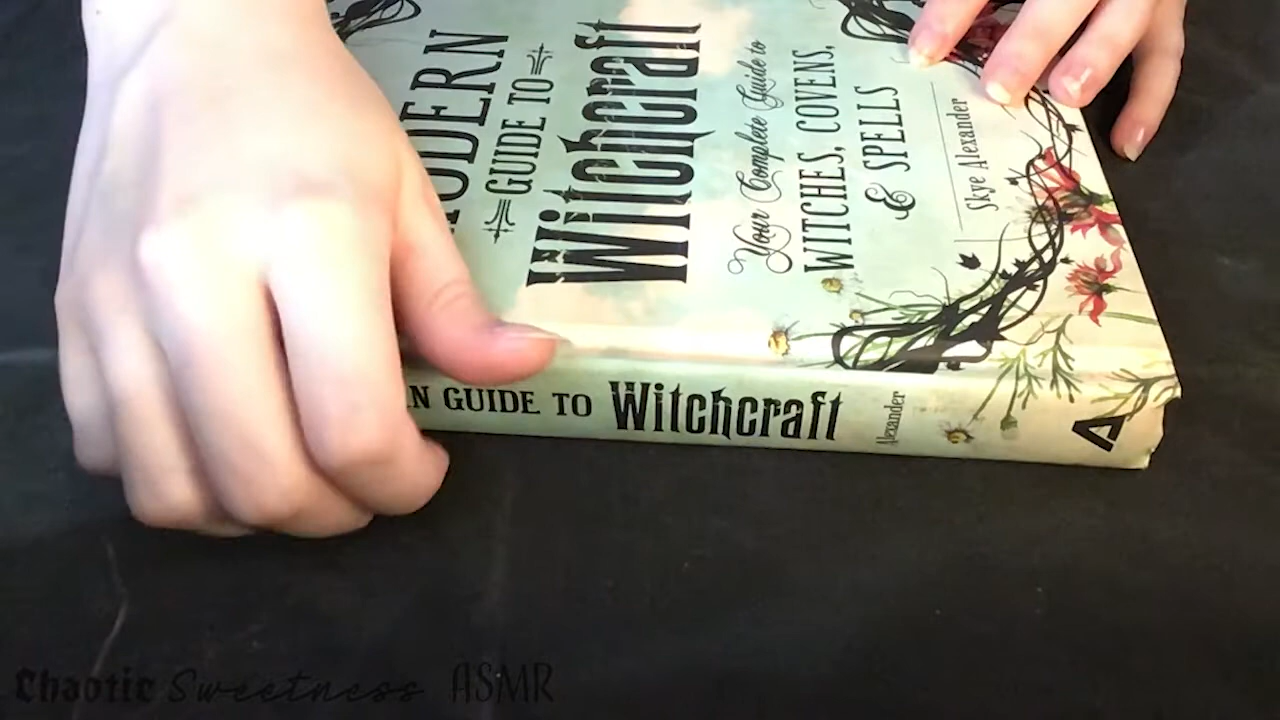 ODERN
GUIDE TO
Witchcraft
Your Complete Guide to
WITCHES, COVENS,
& SPELLS
Skye Alexander
N GUIDE TO Witchcraft Alexander A
Chaotic Sweetness ASMR